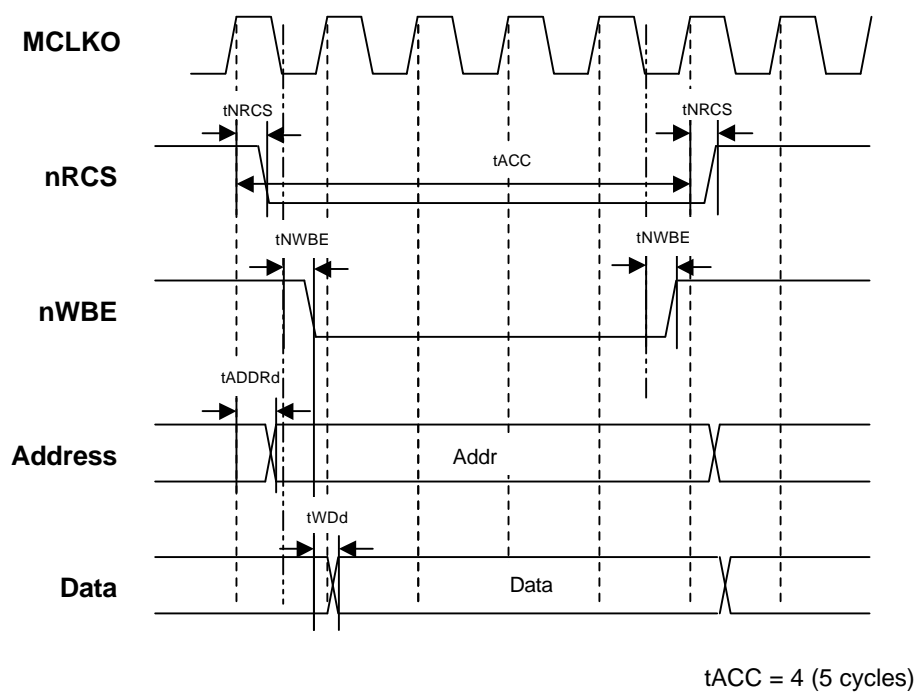 MCLKO
tNRCS
tNRCS
nRCS
tACC
tNWBE
tNWBE
nWBE
tADDRd
Address
Addr
tWDd
Data
Data
tACC = 4 (5 cycles)